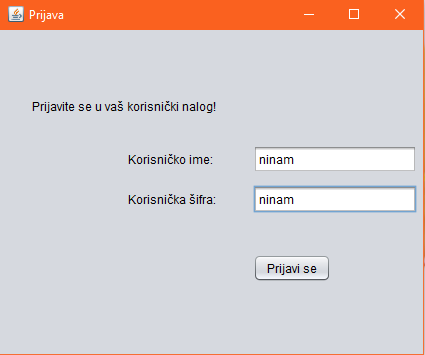 Prijava
Prijavite se u vaš korisnički nalog!
Korisničko ime: ninam
Korisnička šifra: ninam
Prijavi se